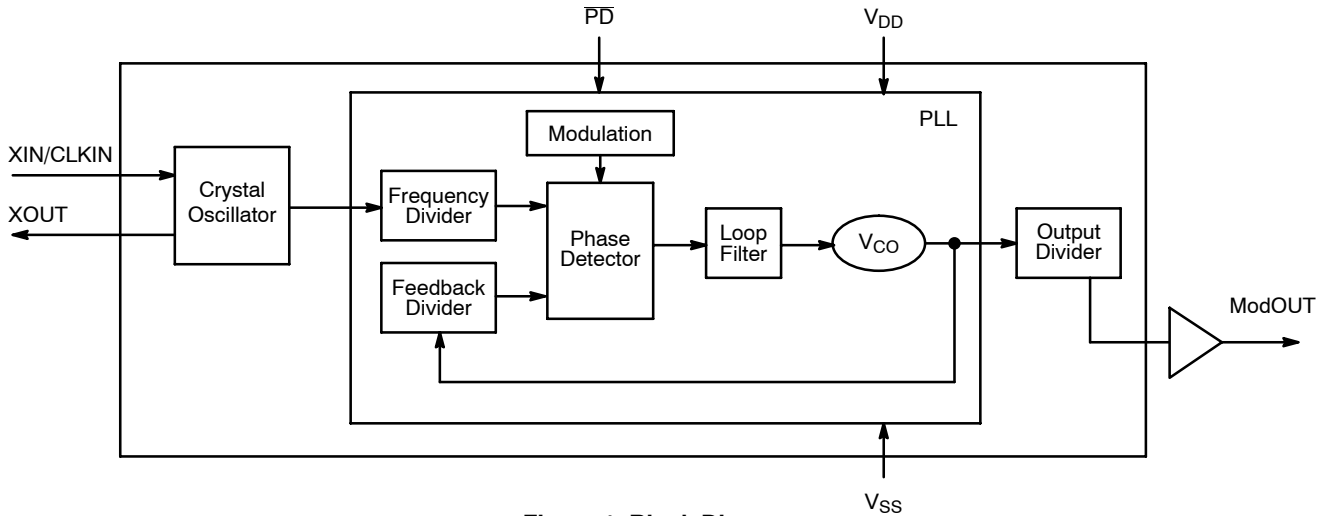 PD
VDD
PLL
Modulation
XIN/CLKIN
XOUT
Crystal
Oscillator
Frequency
Divider
Feedback
Divider
Phase
Detector
Loop
Filter
VCO
Output
Divider
ModOUT
VSS